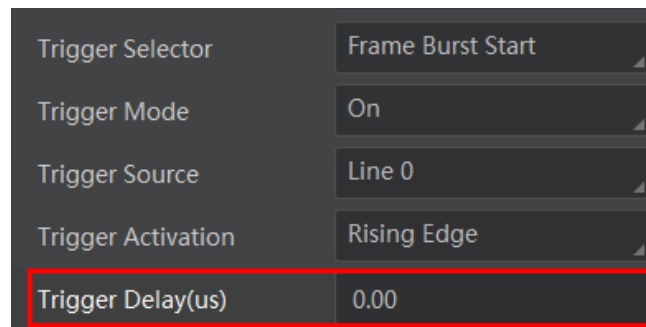 Trigger Selector Frame Burst Start
Trigger Mode On
Trigger Source Line 0
Trigger Activation Rising Edge
Trigger Delay(us) 0.00